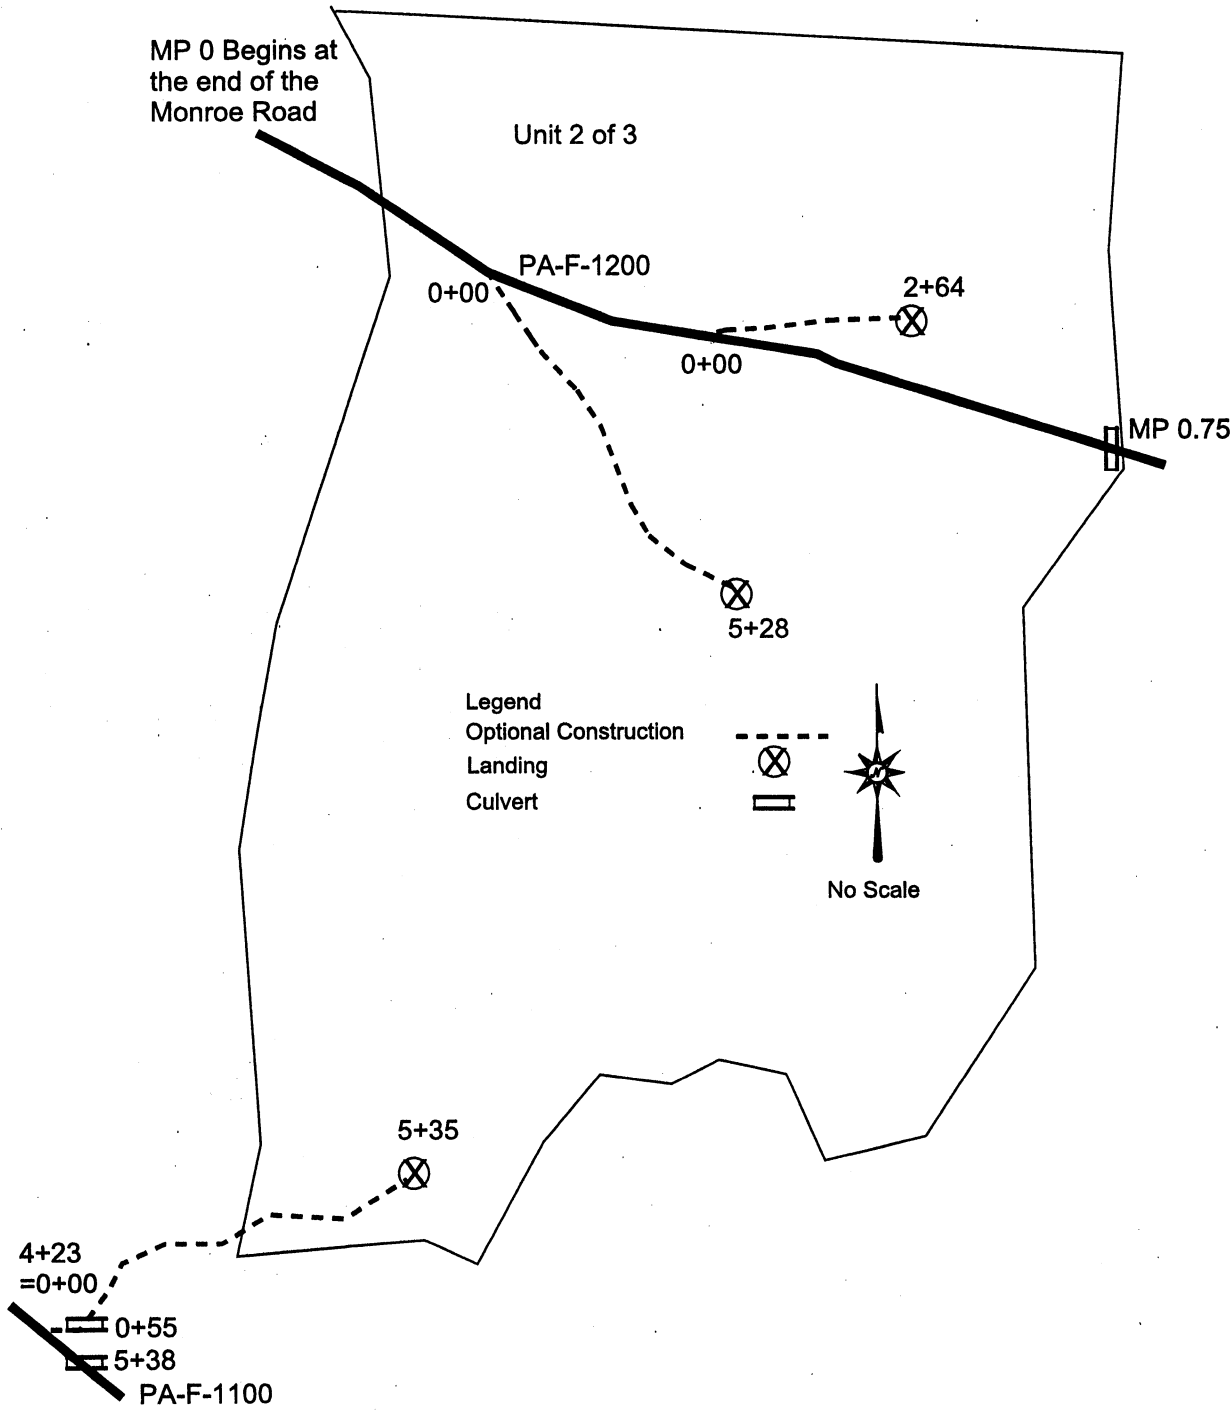 MP 0 Begins at
the end of the
Monroe Road
Unit 2 of 3
PA-F-1200
0+00
2+64
0+00
MP 0.75
5+28
Legend
Optional Construction
Landing
Culvert
N
No Scale
5+35
4+23
=0+00
0+55
5+38
PA-F-1100